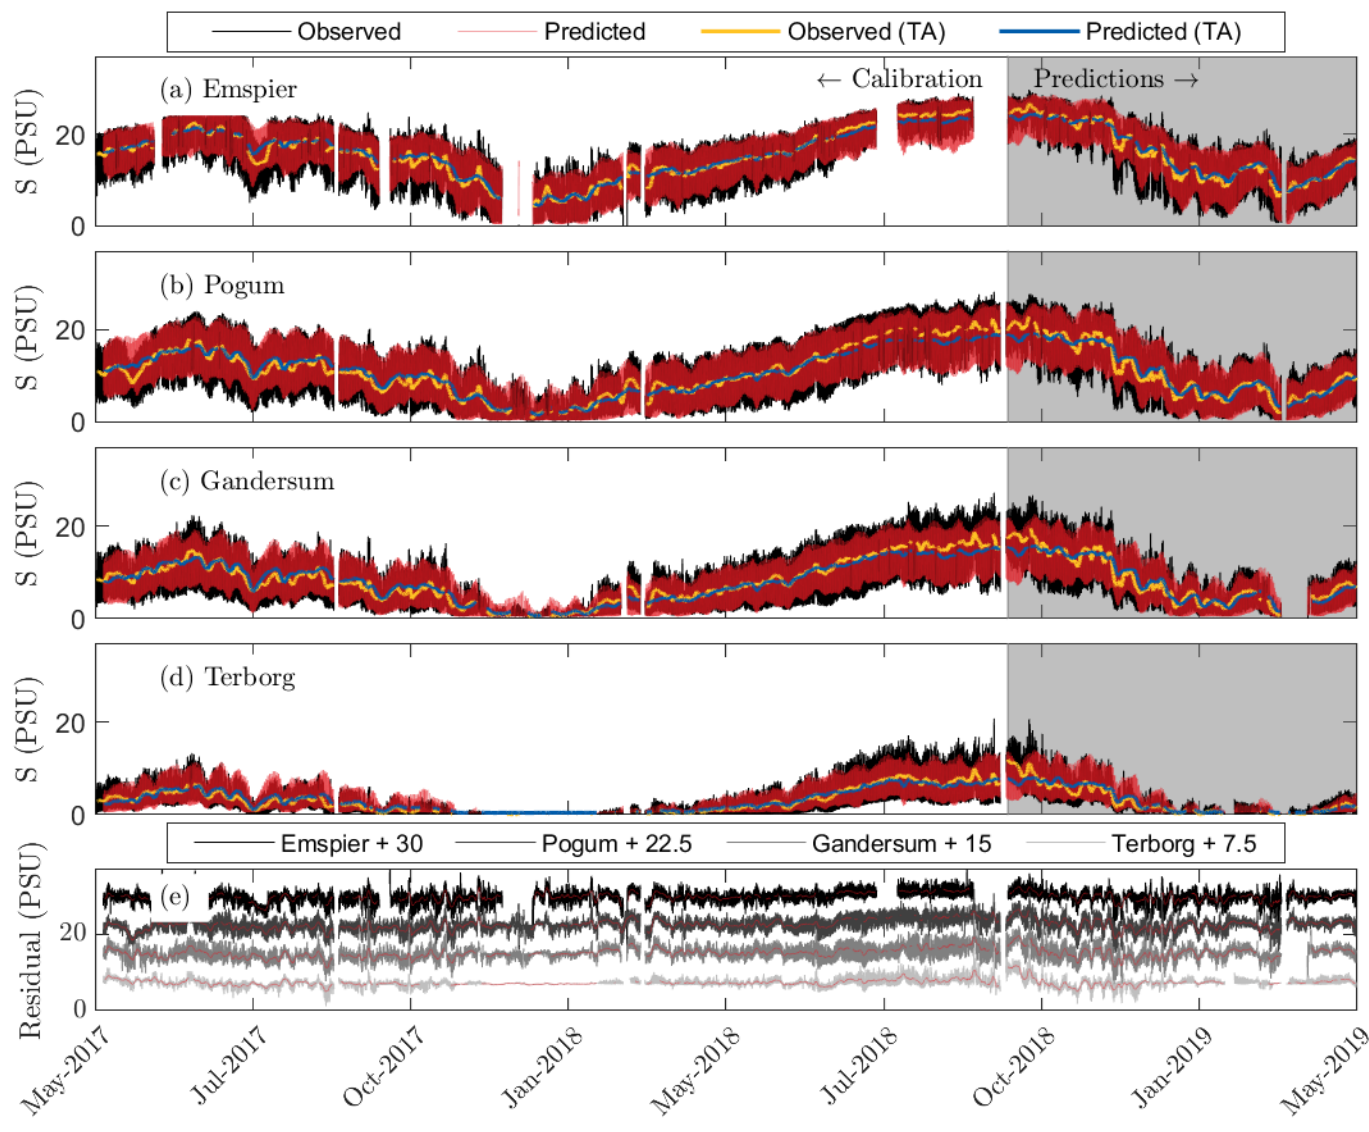 Observed Predicted Observed (TA) Predicted (TA)
(a) Emspier
← Calibration Predictions →
S (PSU)
20
0
(b) Pogum
S (PSU)
20
0
(c) Gandersum
S (PSU)
20
0
(d) Terborg
S (PSU)
20
0
Emspier + 30 Pogum + 22.5 Gandersum + 15 Terborg + 7.5
(e)
Residual (PSU)
20
0
May-2017 Jul-2017 Oct-2017 Jan-2018 May-2018 Jul-2018 Oct-2018 Jan-2019 May-2019